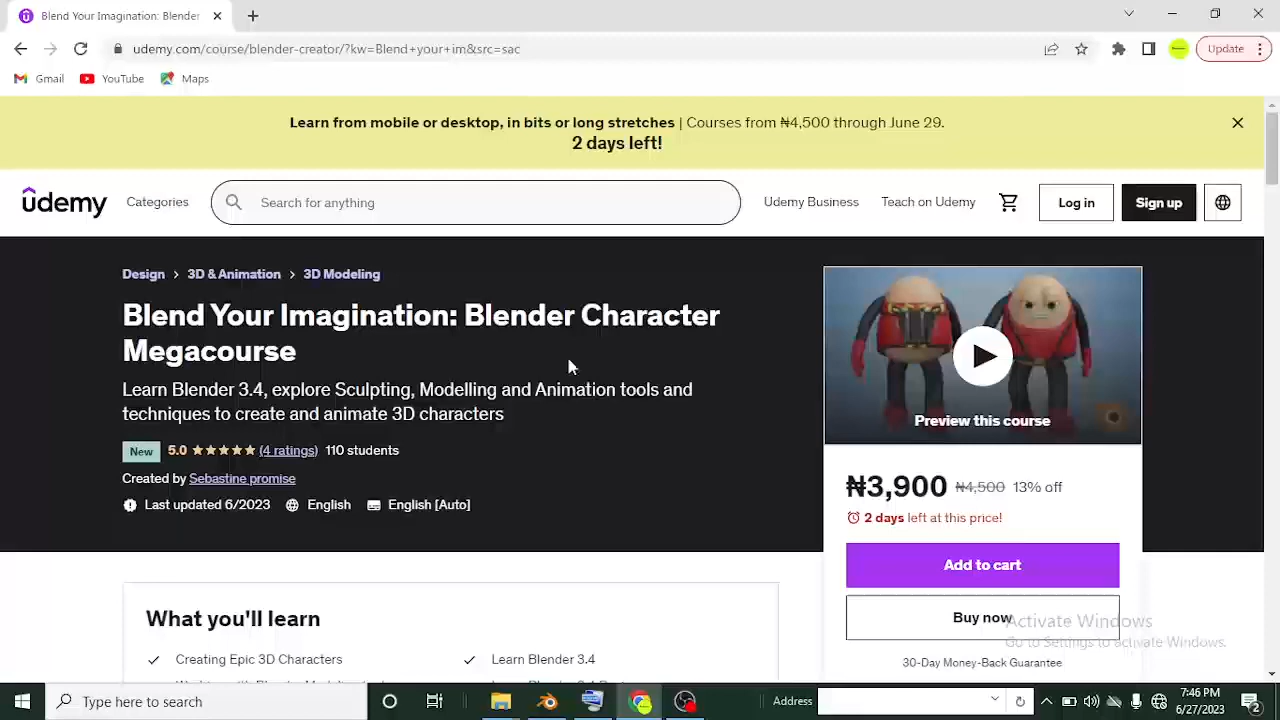 Blend Your Imagination: Blender
udemy.com/course/blender-creator/?kw=Blend+your+im&src=sac
Update
Gmail
YouTube
Maps
Learn from mobile or desktop, in bits or long stretches | Courses from ₦4,500 through June 29.
2 days left!
ûdemy
Categories
Search for anything
Udemy Business
Teach on Udemy
Log in
Sign up
Design > 3D & Animation > 3D Modeling
Blend Your Imagination: Blender Character
Megacourse
Learn Blender 3.4, explore Sculpting, Modelling and Animation tools and
techniques to create and animate 3D characters
New 5.0 (4 ratings) 110 students
Created by Sebastine promise
Last updated 6/2023 English English [Auto]
Preview this course
₦3,900 ₦4,500 13% off
2 days left at this price!
Add to cart
Buy now
30-Day Money-Back Guarantee
What you'll learn
Creating Epic 3D Characters
Learn Blender 3.4
Activate Windows
Go to Settings to activate Windows.
Type here to search
Address
7:46 PM
6/27/2023
2